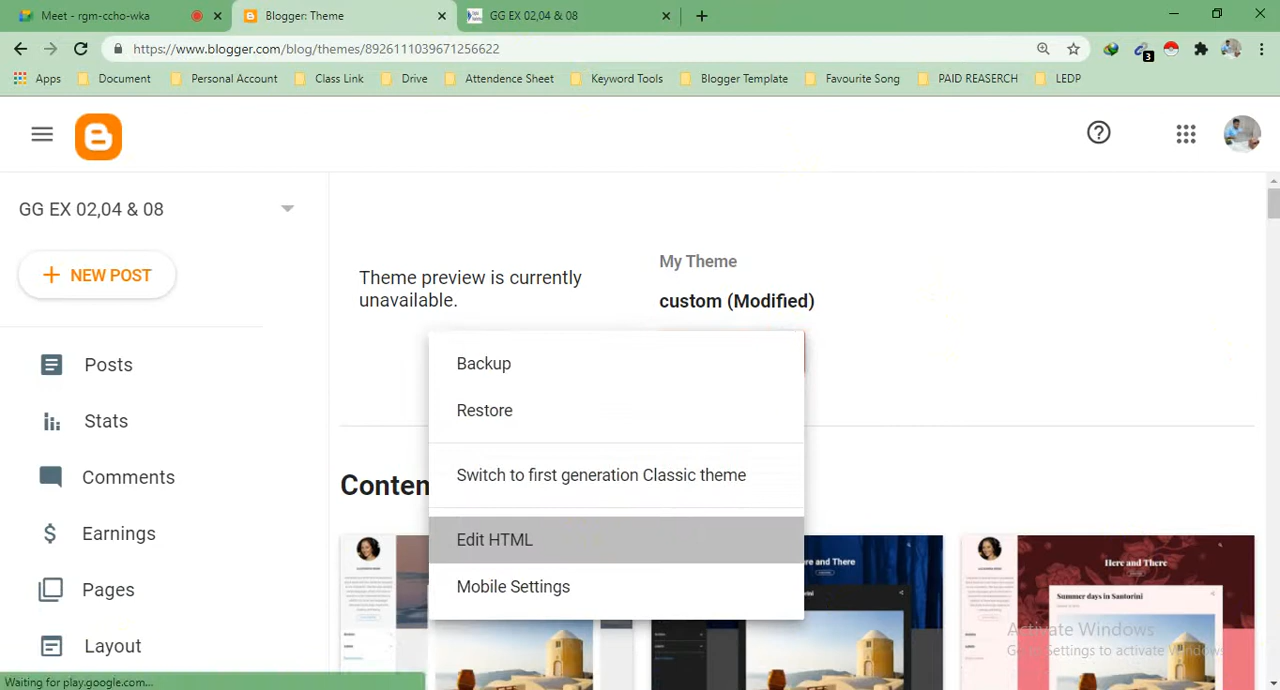 Meet - rgm-ccho-wka
Blogger: Theme
GG EX 02,04 & 08
https://www.blogger.com/blog/themes/8926111039671256622
3
Apps
Document
Personal Account
Class Link
Drive
Attendence Sheet
Keyword Tools
Blogger Template
Favourite Song
PAID REASERCH
LEDP
GG EX 02,04 & 08
NEW POST
Posts
Stats
Comments
Earnings
Pages
Layout
Theme preview is currently
unavailable.
My Theme
custom (Modified)
Backup
Restore
Switch to first generation Classic theme
Edit HTML
Mobile Settings
Here and There
Summer days in Santorini
Activate Windows
Go to Settings to activate Windows.
Waiting for play.google.com...